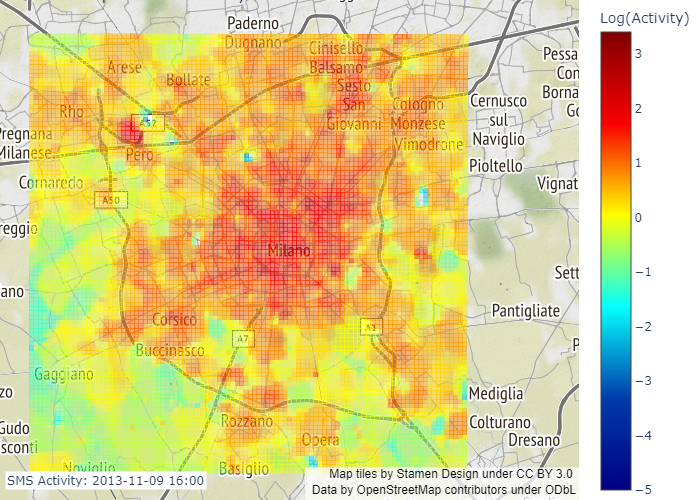 Log(Activity)
3
2
1
0
−1
−2
−3
−4
−5
Paderno
Dugnano
Cinisello
Balsamo
Arese
Bollate
Sesto
San
Giovanni
Rho
A52
Pero
Cologno
Monzese
Vimodrone
Cernusco
sul
Naviglio
Pessa
Con
Borna
Go
Pregnana
Milanese
Cornaredo
Pioltello
Vignat
A50
reggio
Milano
Sett
ano
Corsico
Pantigliate
A7
A1
Buccinasco
P
Gaggiano
zo
Mediglia
Rozzano
Colturano
Gudo
sconti
Opera
Dresano
Noviglio
Basiglio
SMS Activity: 2013-11-09 16:00
Map tiles by Stamen Design under CC BY 3.0
Data by OpenStreetMap contributors under ODbL